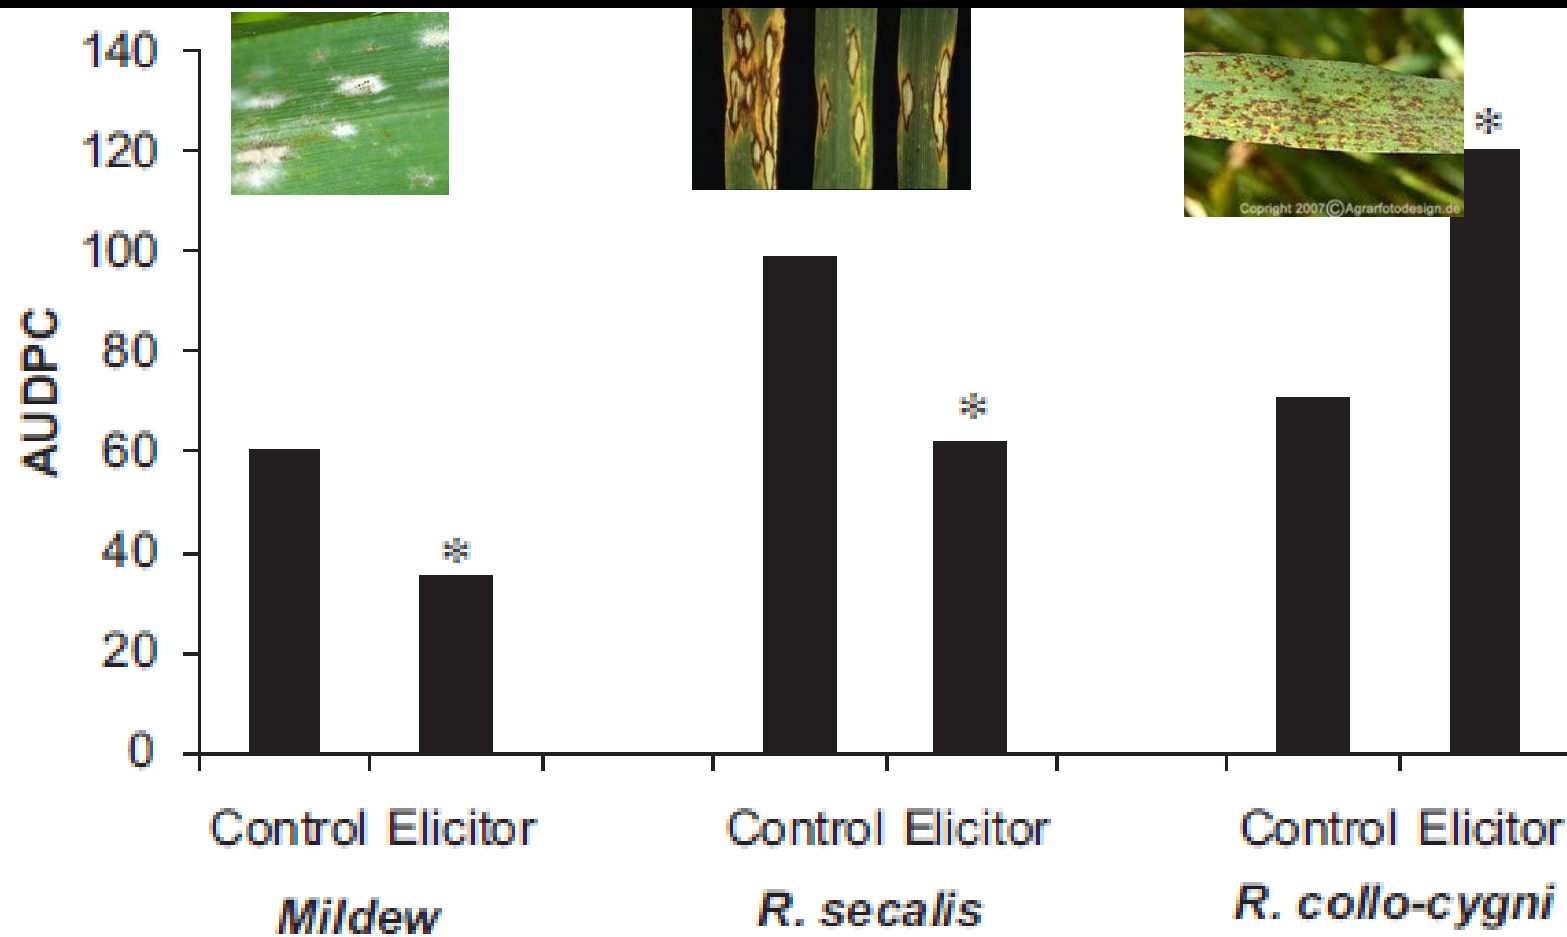 140
120
100
80
60
40
20
0
AUDPC
*
*
*
Copright 2007©Agrarfotodesign.de
Control Elicitor
Control Elicitor
Control Elicitor
Mildew
R. secalis
R. collo-cygni